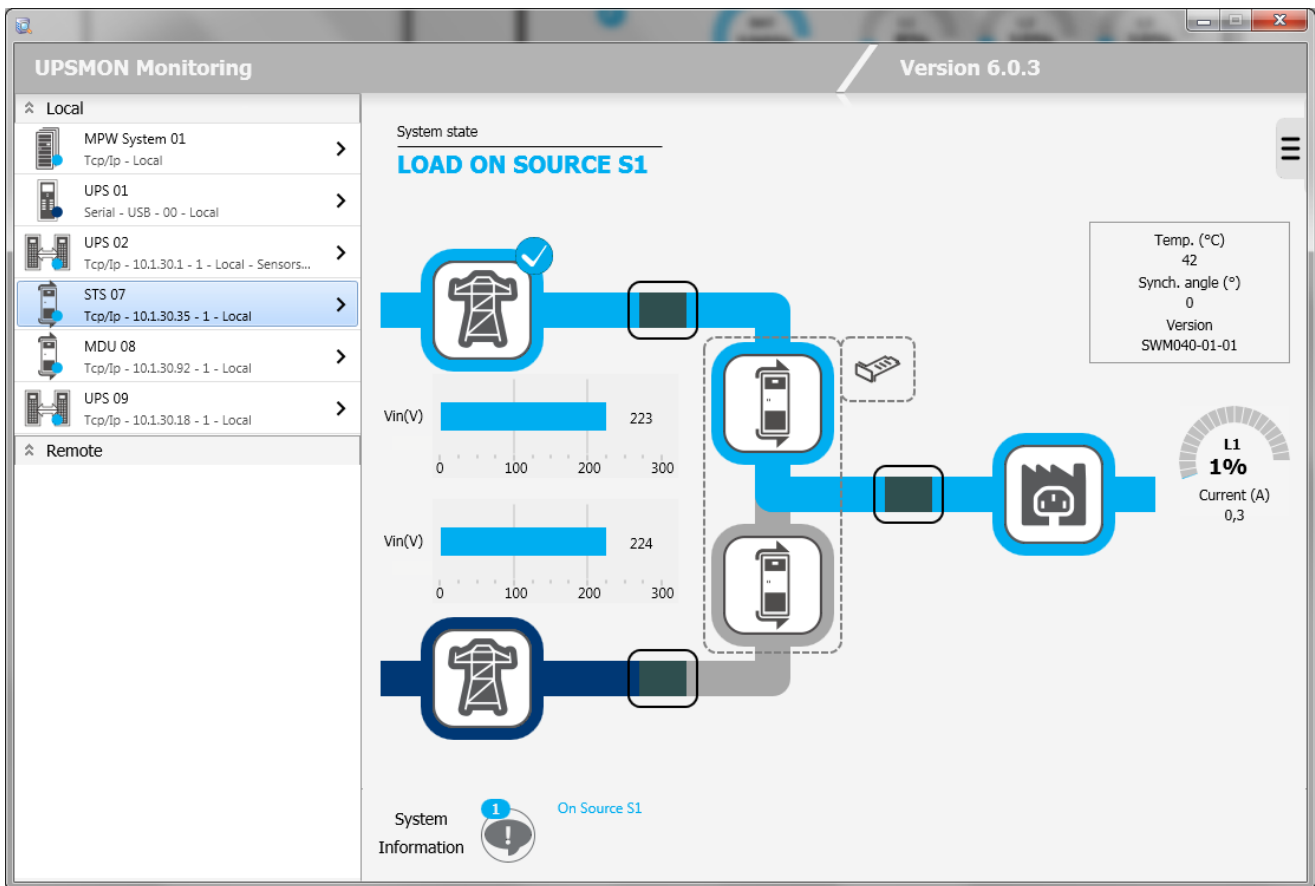 UPSMON Monitoring
Version 6.0.3
Local
MPW System 01
Tcp/Ip - Local
UPS 01
Serial - USB - 00 - Local
UPS 02
Tcp/Ip - 10.1.30.1 - 1 - Local - Sensors...
STS 07
Tcp/Ip - 10.1.30.35 - 1 - Local
MDU 08
Tcp/Ip - 10.1.30.92 - 1 - Local
UPS 09
Tcp/Ip - 10.1.30.18 - 1 - Local
Remote
System state
LOAD ON SOURCE S1
Temp. (°C)
42
Synch. angle (°)
0
Version
SWM040-01-01
Vin(V)
223
0 100 200 300
L1
1%
Current (A)
0,3
Vin(V)
224
0 100 200 300
System
Information
1
On Source S1